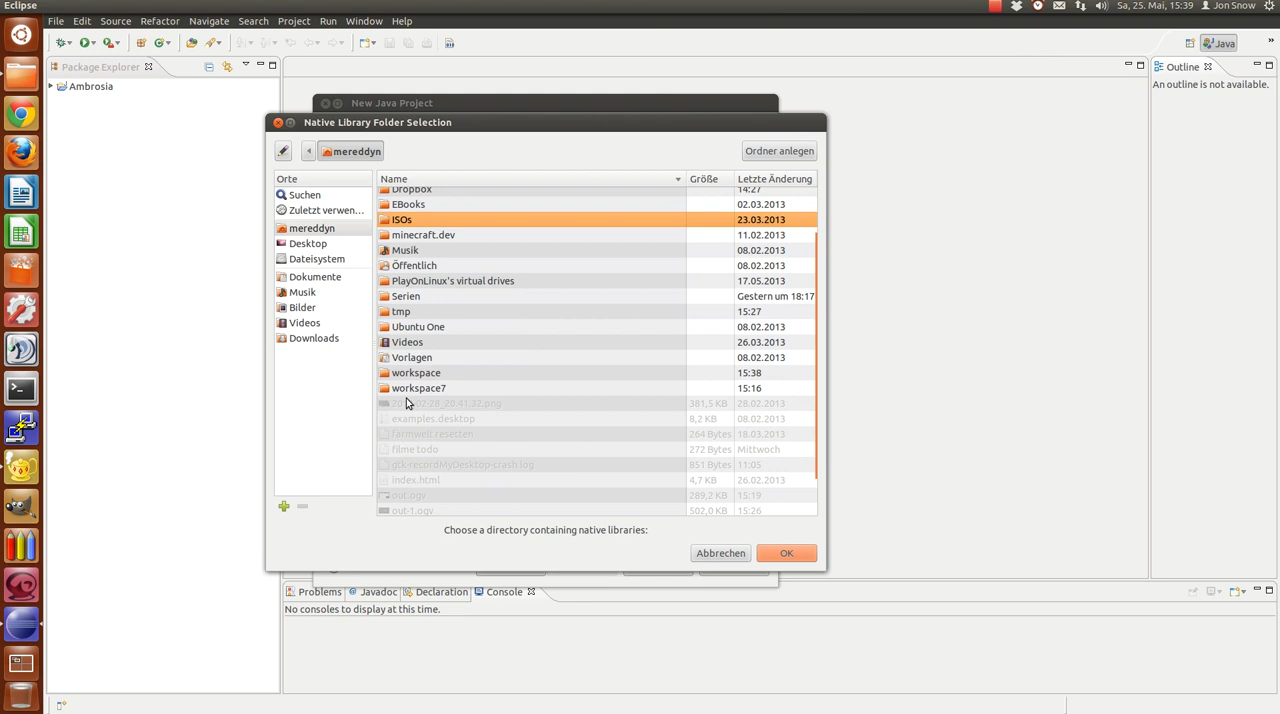 Eclipse
Sa, 25. Mai, 15:39 Jon Snow
File Edit Source Refactor Navigate Search Project Run Window Help
Java
Package Explorer
Outline
Ambrosia
An outline is not available.
New Java Project
Native Library Folder Selection
mereddyn
Ordner anlegen
Orte
Name Größe Letzte Änderung
Suchen
Zuletzt verwen...
mereddyn
Desktop
Dateisystem
Dokumente
Musik
Bilder
Videos
Downloads
Dropbox 14:27
EBooks 02.03.2013
ISOs 23.03.2013
minecraft.dev 11.02.2013
Musik 08.02.2013
Öffentlich 08.02.2013
PlayOnLinux's virtual drives 17.05.2013
Serien Gestern um 18:17
tmp 15:27
Ubuntu One 08.02.2013
Videos 26.03.2013
Vorlagen 08.02.2013
workspace 15:38
workspace7 15:16
381,5 KB 28.02.2013
examples.desktop 8,2 KB 08.02.2013
farmwelt resecten 264 Bytes 18.03.2013
filme todo 272 Bytes Mittwoch
gtk-recordMyDesktop-crash.log 851 Bytes 11:05
index.html 4,7 KB 26.02.2013
out.ogv 289,2 KB 15:19
out-1.ogv 502,0 KB 15:26
Choose a directory containing native libraries:
Abbrechen OK
Problems Javadoc Declaration Console
No consoles to display at this time.